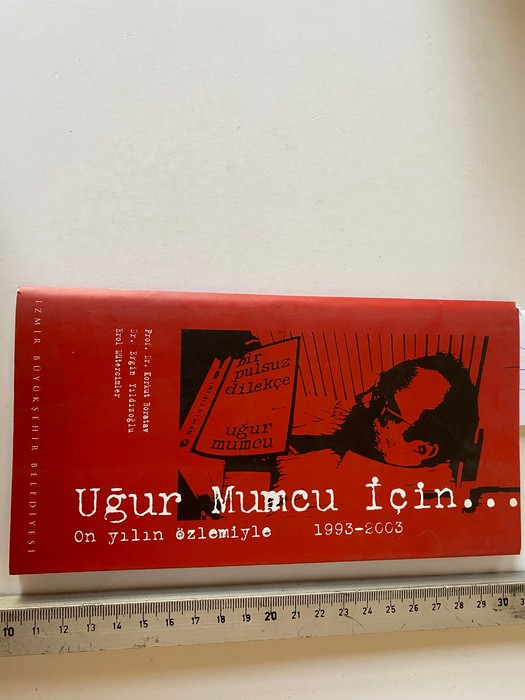 İZMİR BÜYÜKŞEHİR BELEDİYESİ
Prof. Dr. Korkut Boratav
Dr. Ergin Yıldızoğlu
Erol Mütercimler
bir
pulsuz
dilekçe
uğur
mumcu
Uğur Mumcu İçin...
On yılın özlemiyle 1993-2003
10 11 12 13 14 15 16 17 18 19 20 21 22 23 24 25 26 27 28 29 30